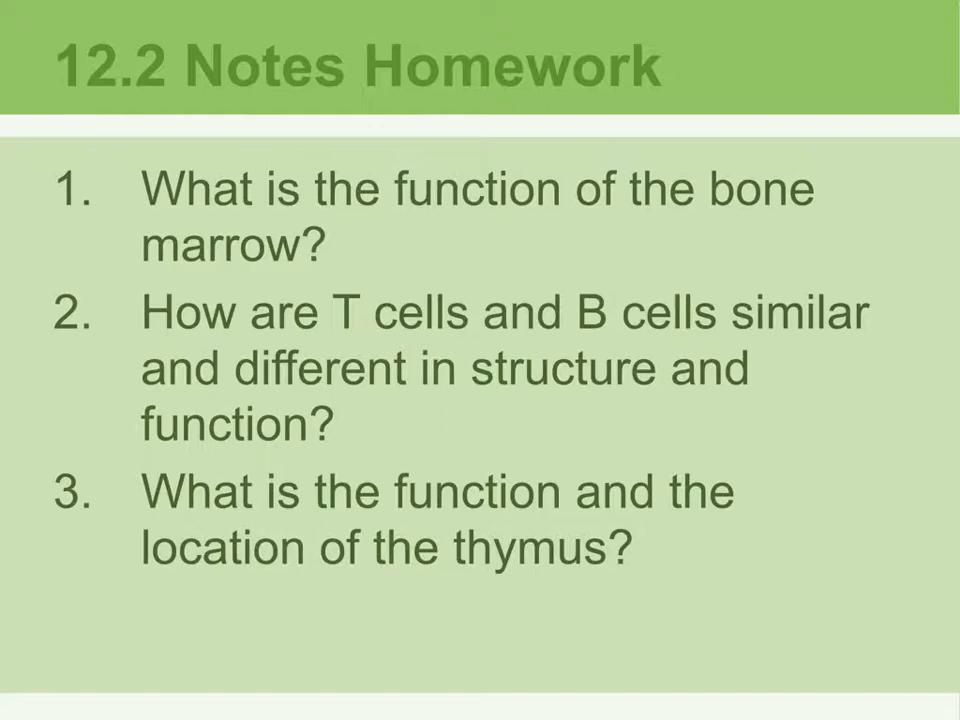 12.2 Notes Homework
1. What is the function of the bone
marrow?
2. How are T cells and B cells similar
and different in structure and
function?
3. What is the function and the
location of the thymus?